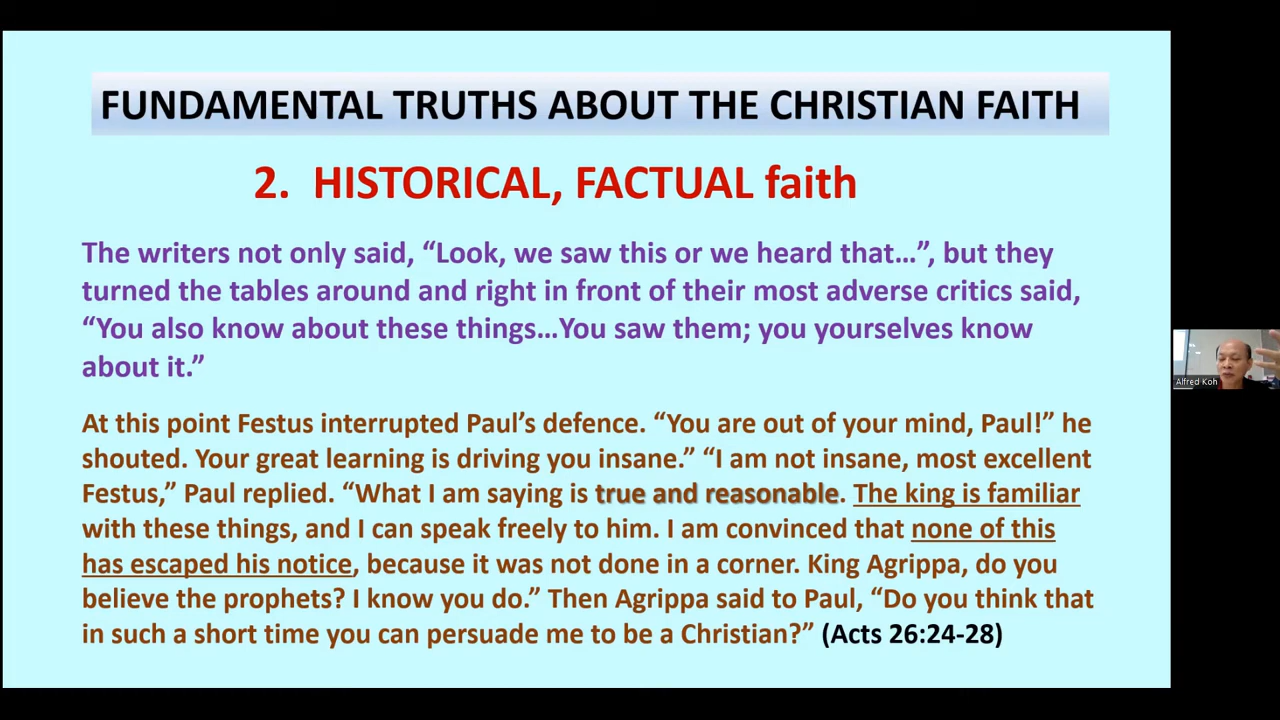 FUNDAMENTAL TRUTHS ABOUT THE CHRISTIAN FAITH
2. HISTORICAL, FACTUAL faith
The writers not only said, “Look, we saw this or we heard that…”, but they
turned the tables around and right in front of their most adverse critics said,
“You also know about these things…You saw them; you yourselves know
about it.”
At this point Festus interrupted Paul’s defence. “You are out of your mind, Paul!” he
shouted. Your great learning is driving you insane.” “I am not insane, most excellent
Festus,” Paul replied. “What I am saying is true and reasonable. The king is familiar
with these things, and I can speak freely to him. I am convinced that none of this
has escaped his notice, because it was not done in a corner. King Agrippa, do you
believe the prophets? I know you do.” Then Agrippa said to Paul, “Do you think that
in such a short time you can persuade me to be a Christian?” (Acts 26:24-28)
Alfred Koh